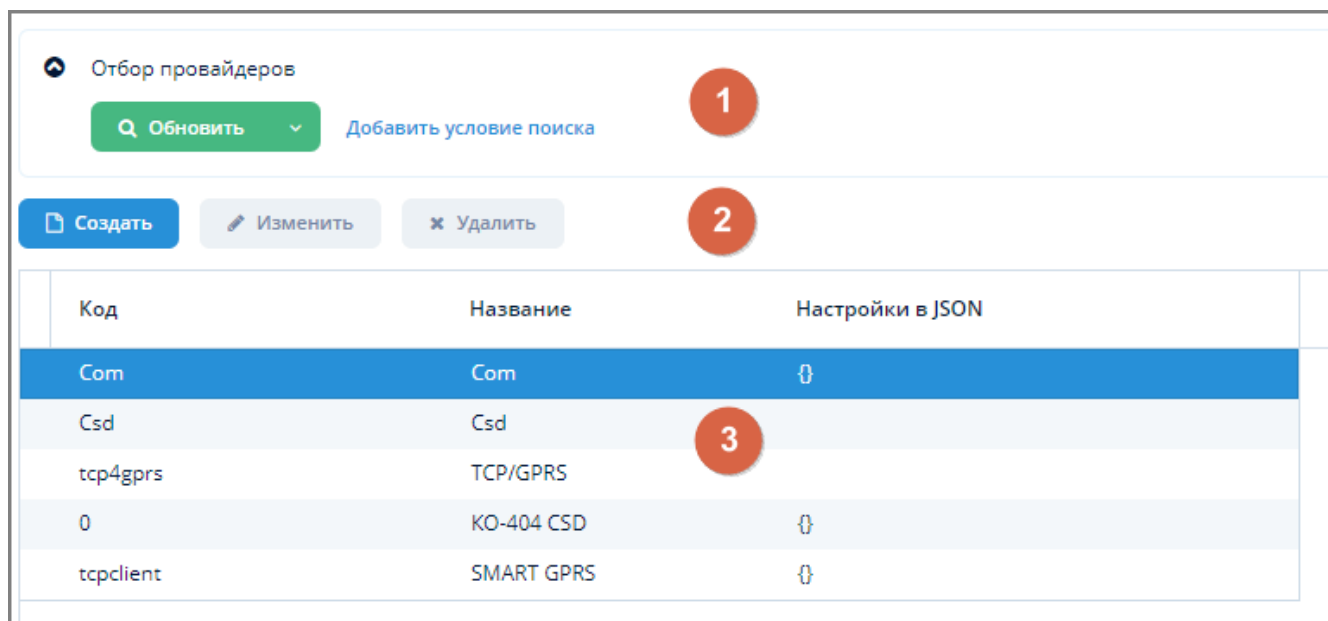 Отбор провайдеров
Обновить Добавить условие поиска
1
Создать Изменить Удалить
2
Код Название Настройки в JSON
Com Com {}
Csd Csd
3
tcp4gprs TCP/GPRS
0 КО-404 CSD {}
tcpclient SMART GPRS {}